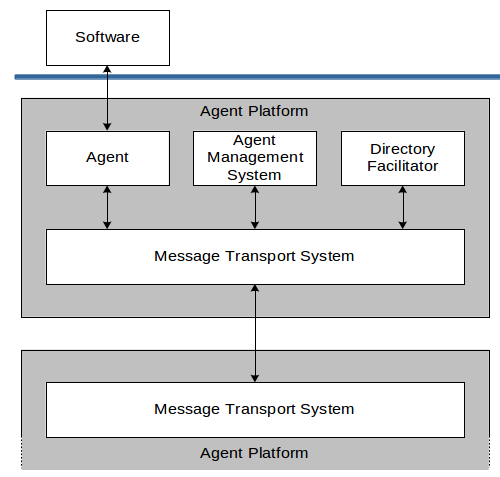 Software
Agent Platform
Agent
Agent
Management
System
Directory
Facilitator
Message Transport System
Message Transport System
Agent Platform